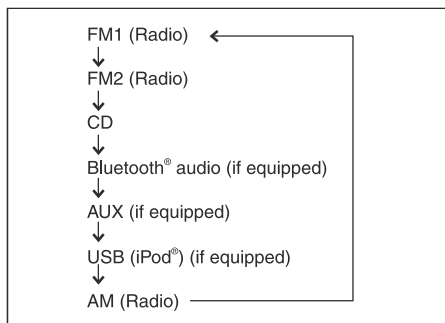 FM1 (Radio)
FM2 (Radio)
CD
Bluetooth® audio (if equipped)
AUX (if equipped)
USB (iPod®) (if equipped)
AM (Radio)